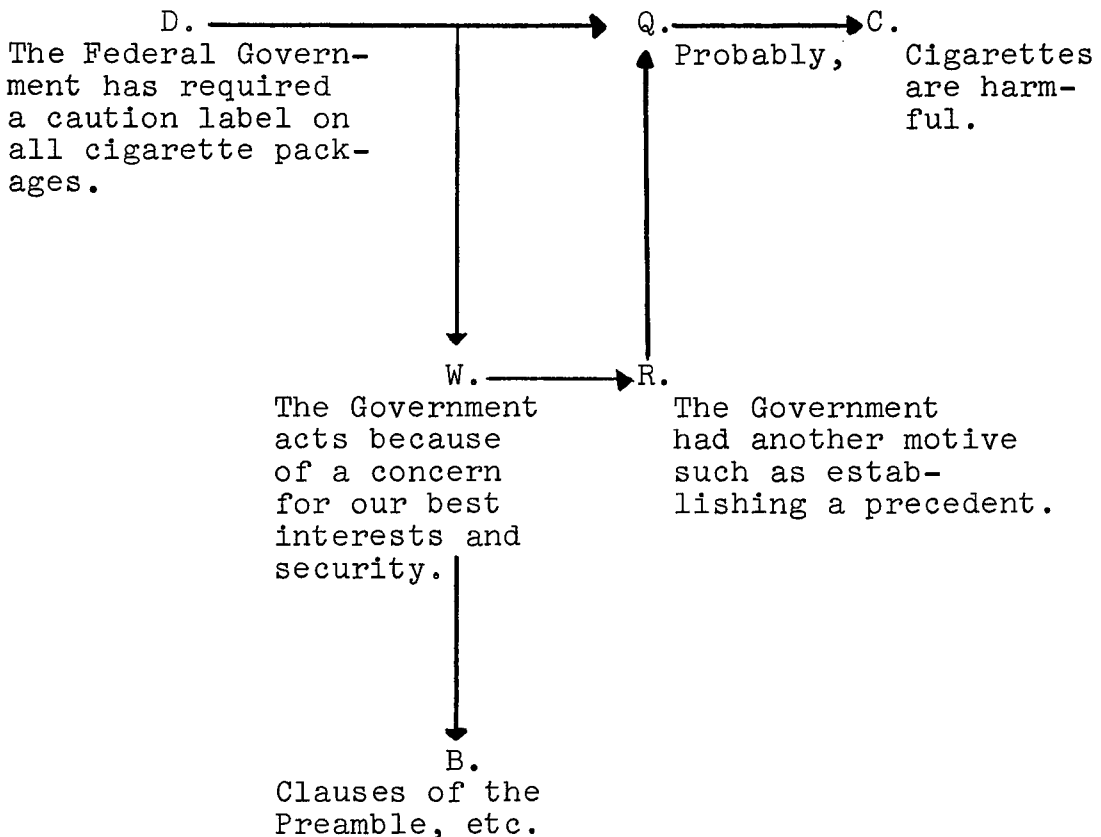 D. Q. C.
The Federal Govern-
ment has required
a caution label on
all cigarette pack-
ages.
Probably,
Cigarettes
are harm-
ful.
W. R.
The Government
acts because
of a concern
for our best
interests and
security.
The Government
had another motive
such as estab-
lishing a precedent.
B.
Clauses of the
Preamble, etc.